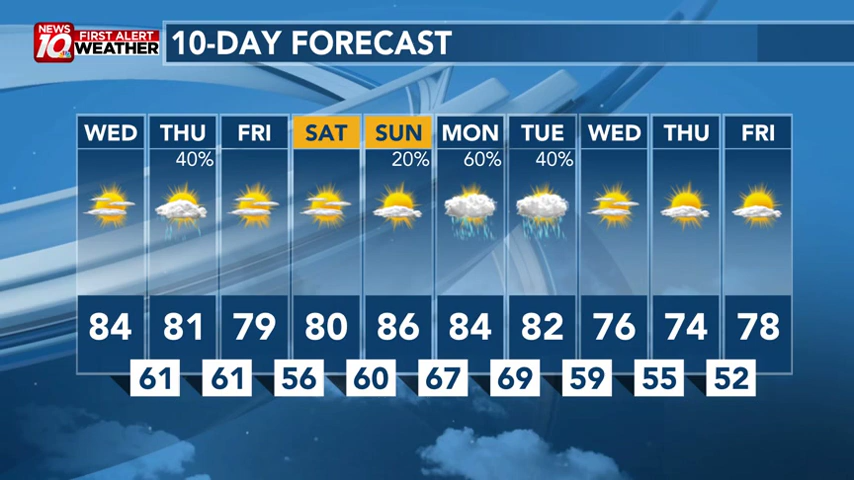 NEWS
10
FIRST ALERT
WEATHER
10-DAY FORECAST
WED THU FRI SAT SUN MON TUE WED THU FRI
40% 20% 60% 40%
84 81 79 80 86 84 82 76 74 78
61 61 56 60 67 69 59 55 52